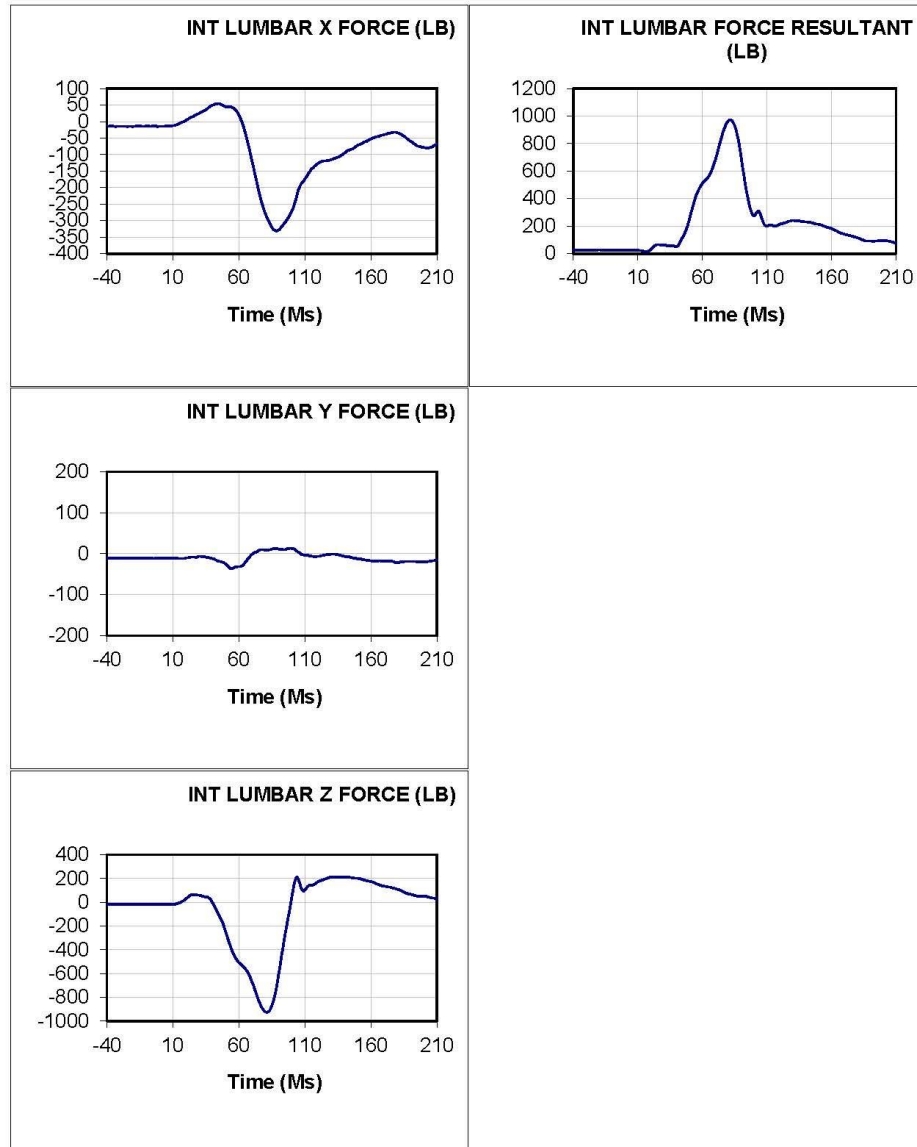 INT LUMBAR X FORCE (LB)
100
50
0
-50
-100
-150
-200
-250
-300
-350
-400
-40 10 60 110 160 210
Time (Ms)
INT LUMBAR FORCE RESULTANT
(LB)
1200
1000
800
600
400
200
0
-40 10 60 110 160 210
Time (Ms)
INT LUMBAR Y FORCE (LB)
200
100
0
-100
-200
-40 10 60 110 160 210
Time (Ms)
INT LUMBAR Z FORCE (LB)
400
200
0
-200
-400
-600
-800
-1000
-40 10 60 110 160 210
Time (Ms)